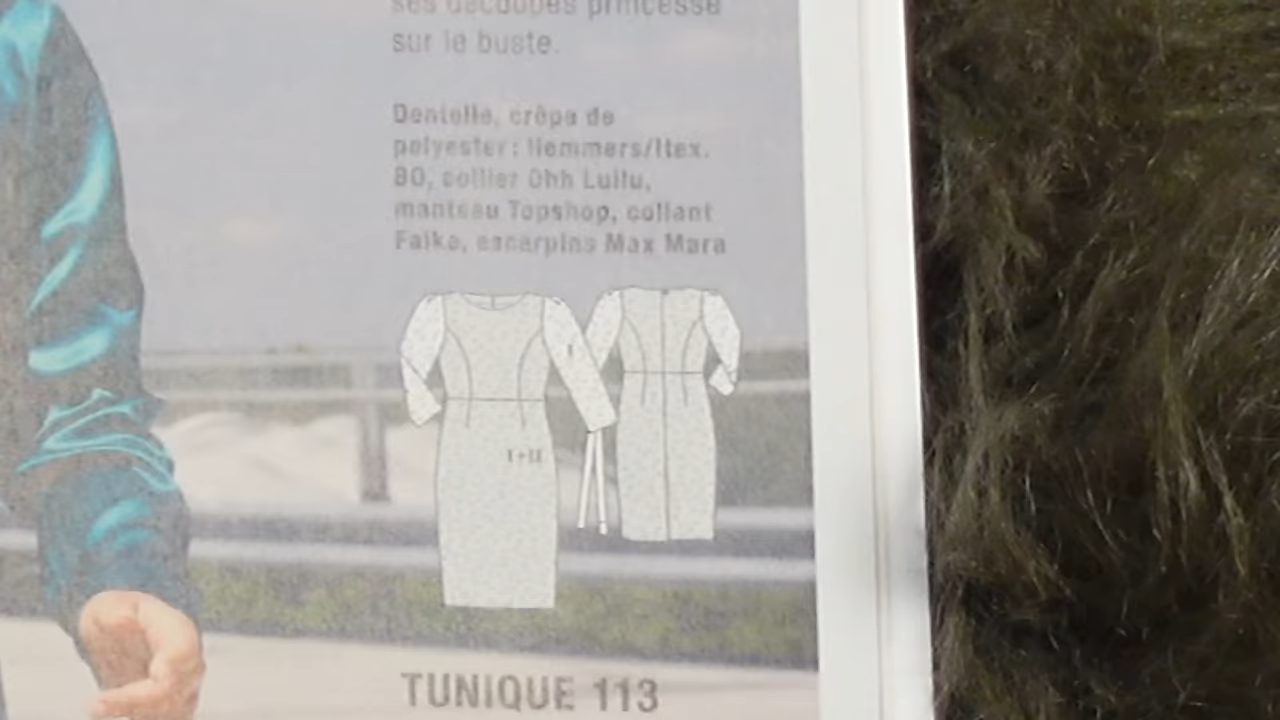 ses découpes princesse
sur le buste.
Dentelle, crêpe de
polyester: Hemmers/Itex.
80, collier Ohh Lullu,
manteau Topshop, collant
Falke, escarpins Max Mara
I
I+II
TUNIQUE 113